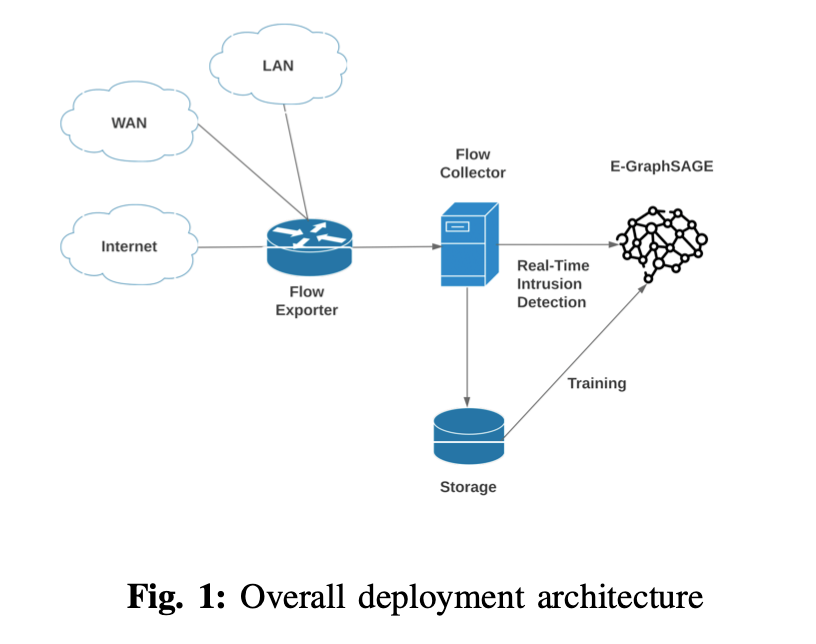 LAN
WAN
Internet
Flow
Exporter
Flow
Collector
E-GraphSAGE
Real-Time
Intrusion
Detection
Training
Storage
Fig. 1: Overall deployment architecture